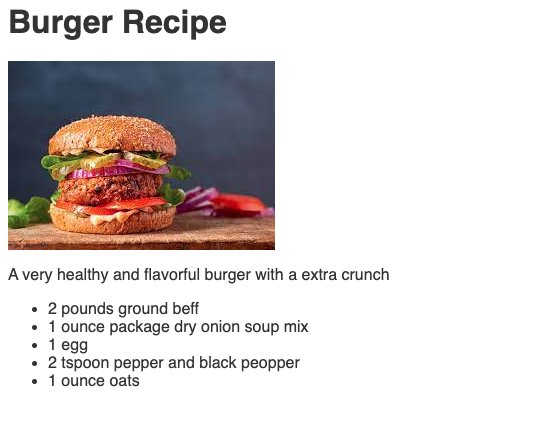 Burger Recipe
A very healthy and flavorful burger with a extra crunch
• 2 pounds ground beff
• 1 ounce package dry onion soup mix
• 1 egg
• 2 tspoon pepper and black peopper
• 1 ounce oats